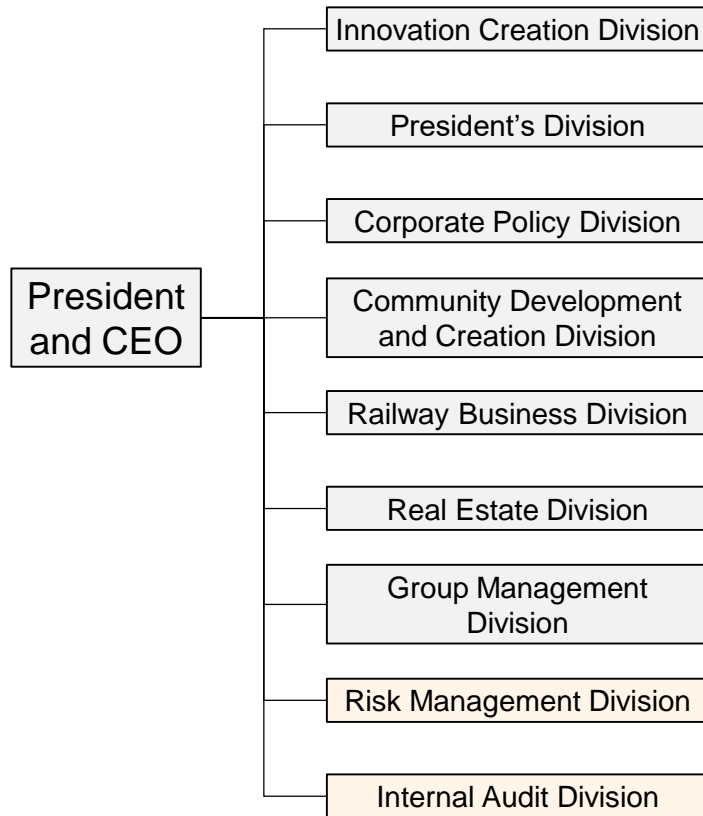 Innovation Creation Division
President’s Division
Corporate Policy Division
President
and CEO
Community Development
and Creation Division
Railway Business Division
Real Estate Division
Group Management
Division
Risk Management Division
Internal Audit Division